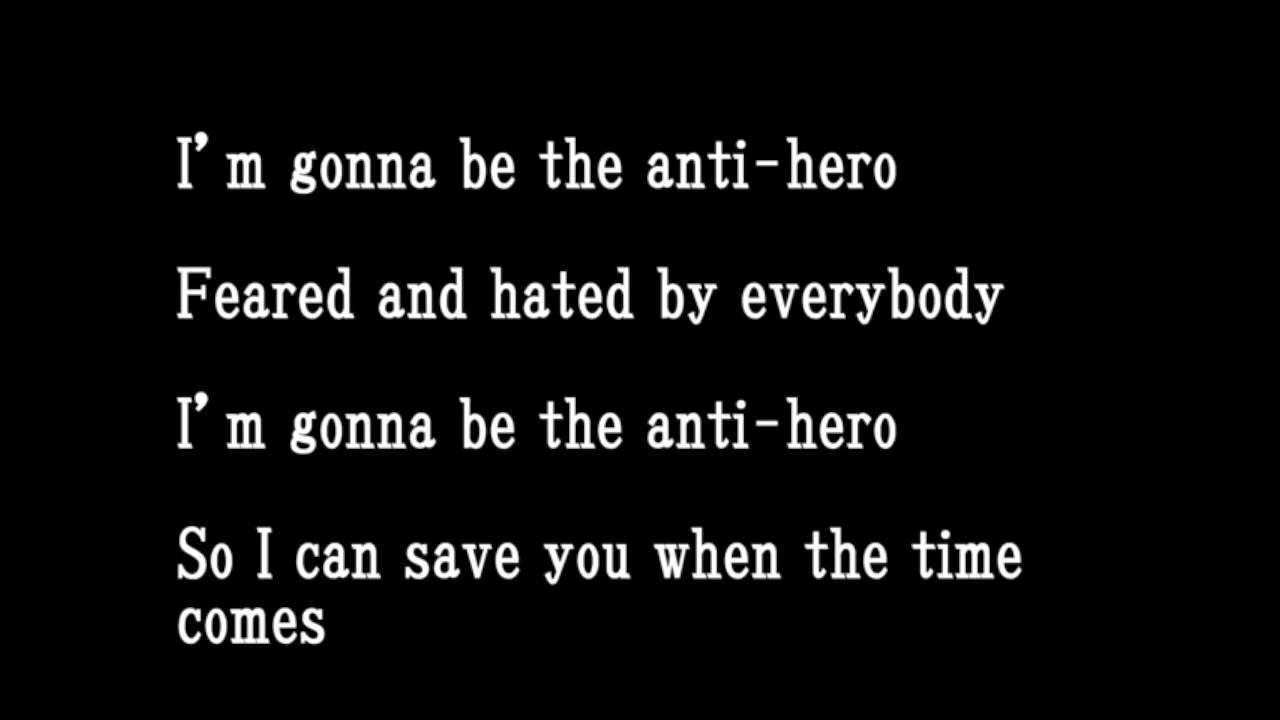 I'm gonna be the anti-hero
Feared and hated by everybody
I'm gonna be the anti-hero
So I can save you when the time
comes